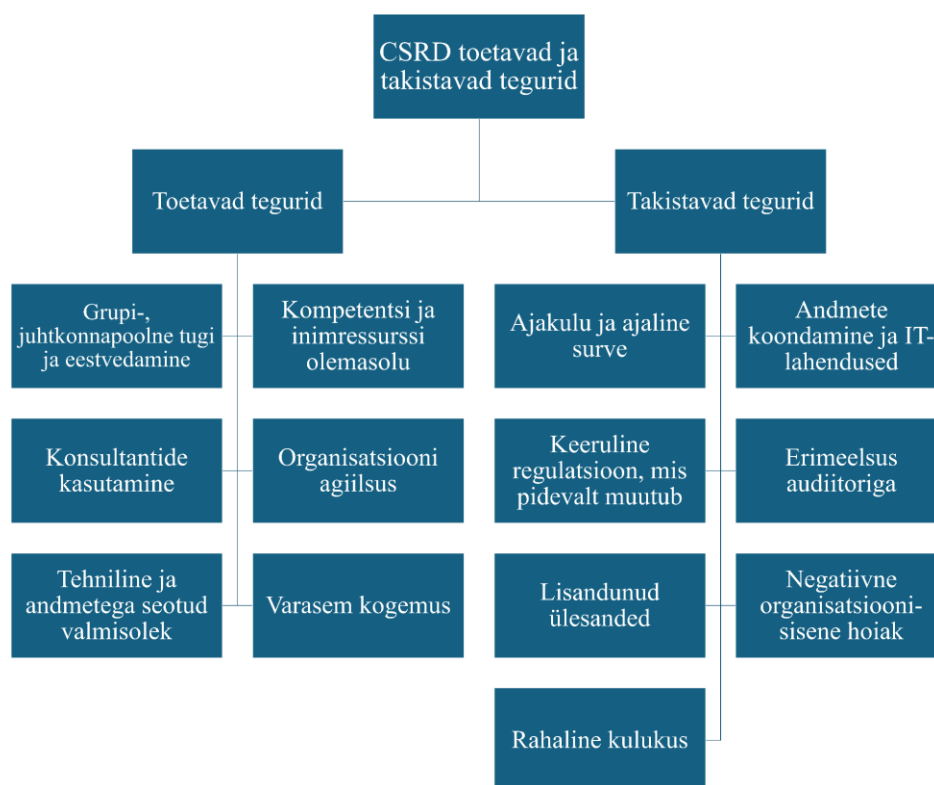 CSRD toetavad ja
takistavad tegurid
Toetavad tegurid
Takistavad tegurid
Grupi-,
juhtkonnapoolne tugi
ja eestvedamine
Kompetentsi ja
inimressurssi
olemasolu
Ajakulu ja ajaline
surve
Andmete
koondamine ja IT-
lahendused
Konsultantide
kasutamine
Organisatsiooni
agiilsus
Keeruline
regulatsioon, mis
pidevalt muutub
Erimeelsus
audiitoriga
Tehniline ja
andmetega seotud
valmisolek
Varasem kogemus
Lisandunud
ülesanded
Negatiivne
organisatsiooni-
sisene hoiak
Rahaline kulukus